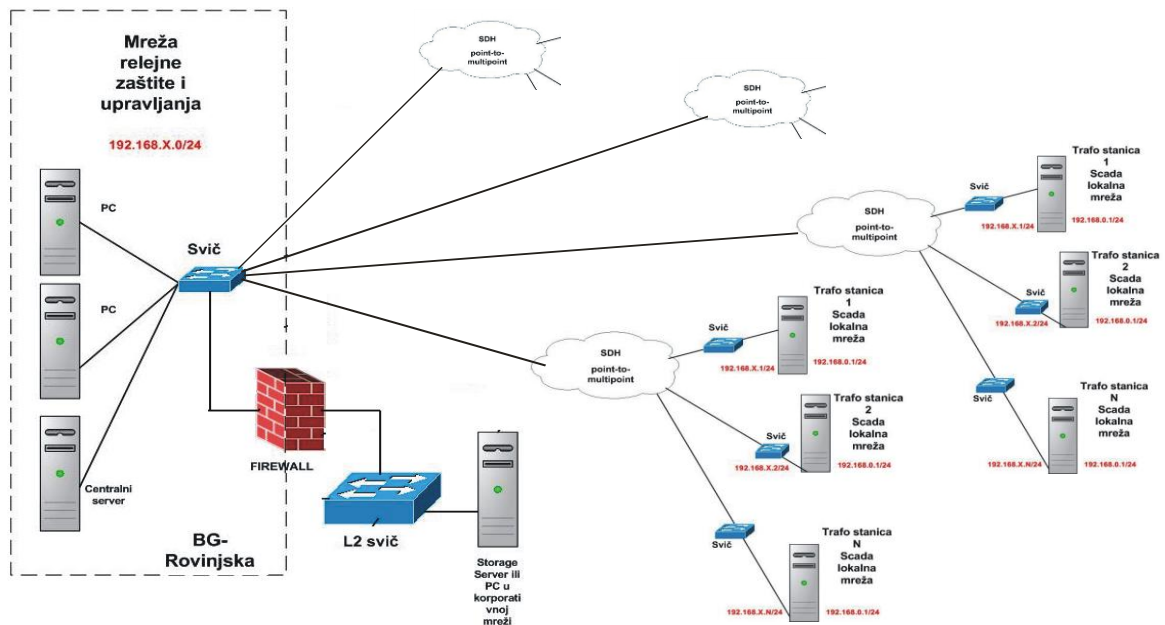 Mreža
relejne
zaštite i
upravljanja
192.168.X.0/24
PC
PC
Centralni
server
Svič
FIREWALL
BG-
Rovinjska
L2 svič
Storage
Server ili
PC u
korporati
vnoj
mreži
SDH
point-to-
multipoint
SDH
point-to-
multipoint
SDH
point-to-
multipoint
Svič
192.168.X.1/24
Trafo stanica
1
Scada
lokalna
mreža
192.168.0.1/24
Svič
192.168.X.2/24
Trafo stanica
2
Scada
lokalna
mreža
192.168.0.1/24
Svič
192.168.X.N/24
Trafo stanica
N
Scada
lokalna
mreža
192.168.0.1/24
SDH
point-to-
multipoint
Svič
192.168.X.1/24
Trafo stanica
1
Scada
lokalna
mreža
192.168.0.1/24
Svič
192.168.X.2/24
Trafo stanica
2
Scada
lokalna
mreža
192.168.0.1/24
Svič
192.168.X.N/24
Trafo stanica
N
Scada
lokalna
mreža
192.168.0.1/24